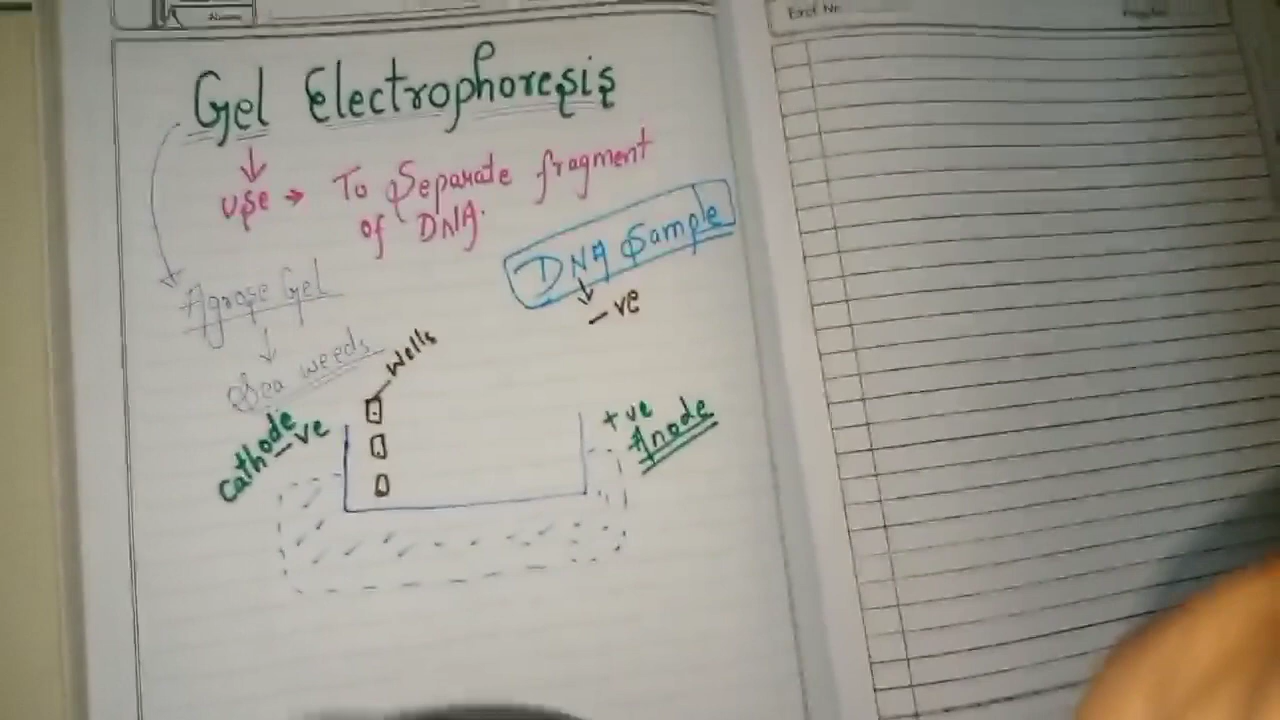 Gel Electrophoresis
Use → To Separate fragment
of DNA.
DNA Sample
- ve
Agrose Gel
Sea weeds
Wells
Cathode
-ve
+ve
Anode